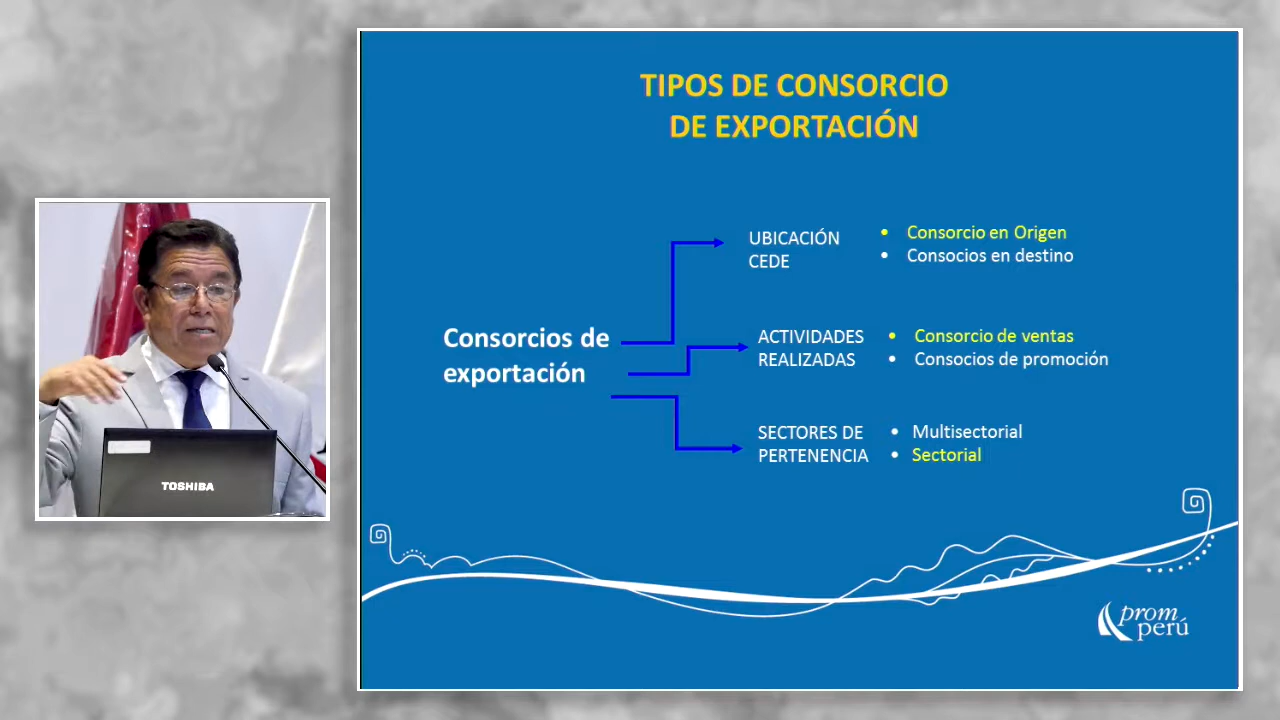 TIPOS DE CONSORCIO
DE EXPORTACIÓN
UBICACIÓN
CEDE
• Consorcio en Origen
• Consocios en destino
Consorcios de
exportación
ACTIVIDADES
REALIZADAS
• Consorcio de ventas
• Consocios de promoción
SECTORES DE
PERTENENCIA
• Multisectorial
• Sectorial
TOSHIBA
prom
perú